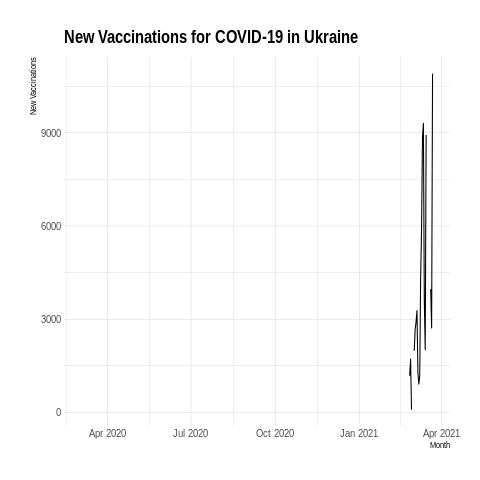 New Vaccinations for COVID-19 in Ukraine
New Vaccinations
9000
6000
3000
0
Apr 2020
Jul 2020
Oct 2020
Jan 2021
Apr 2021
Month